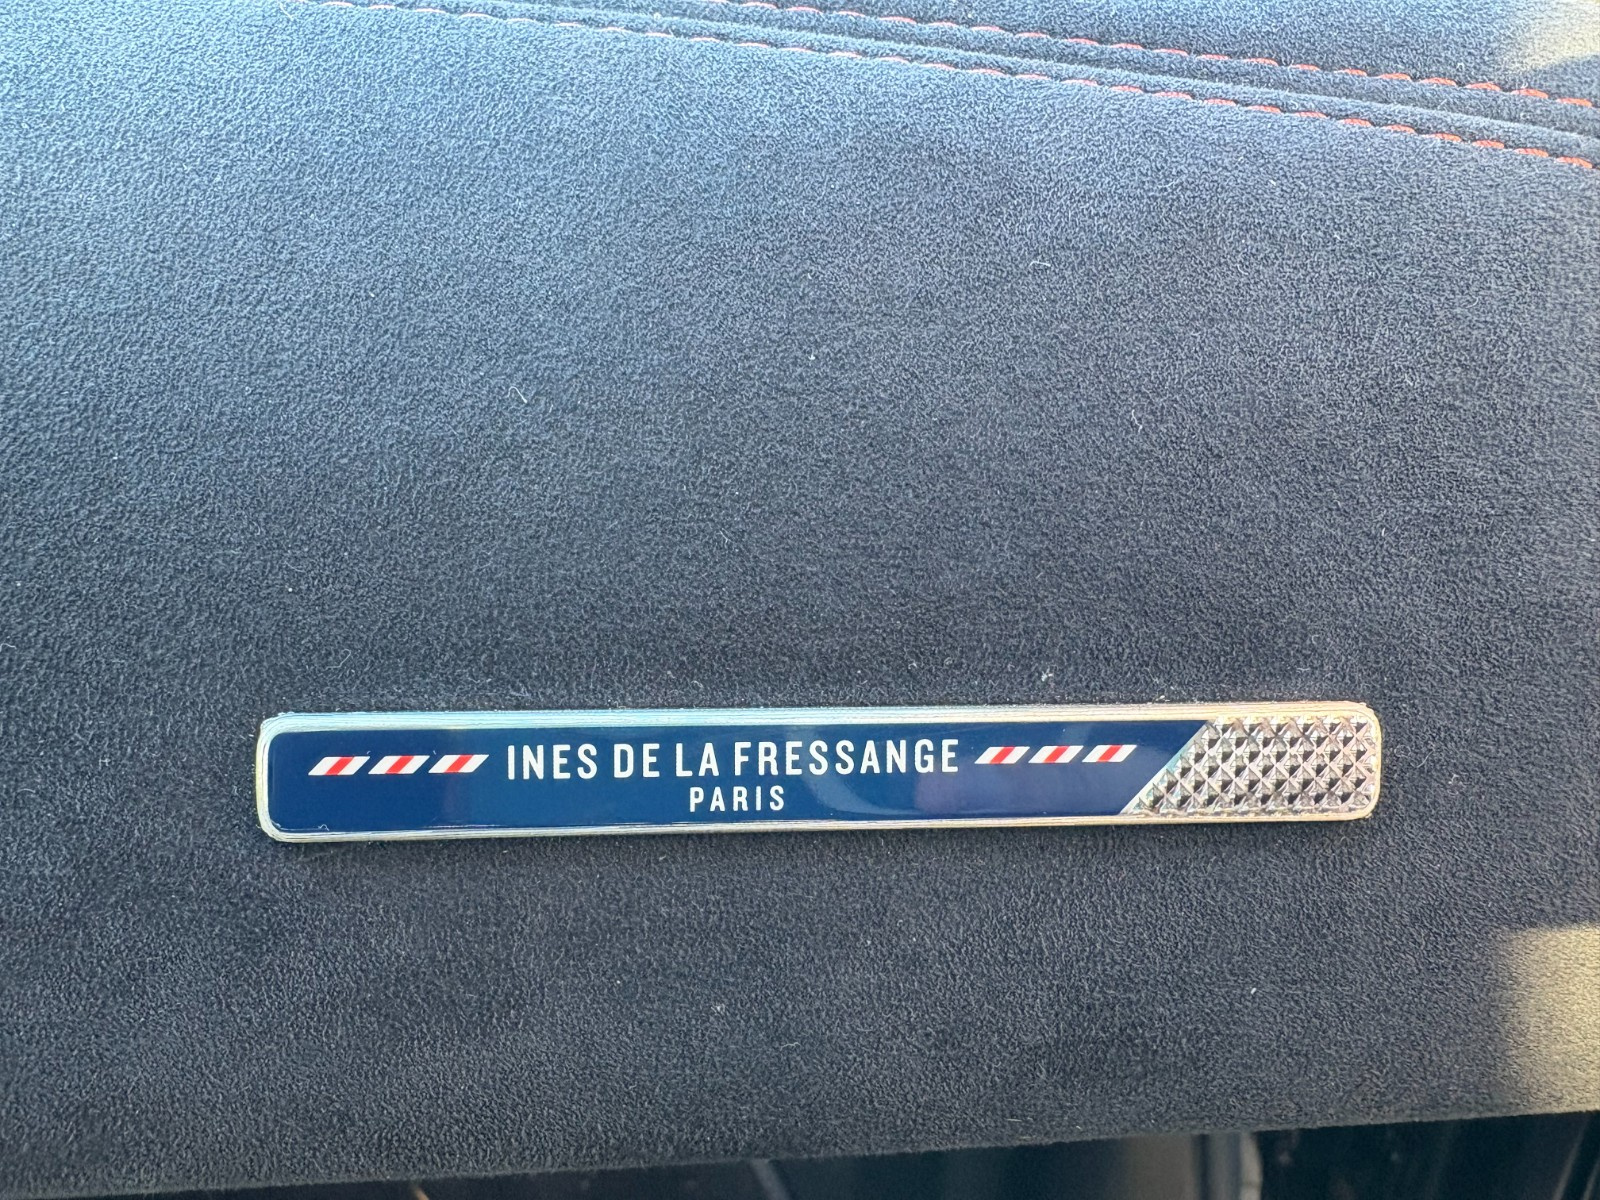 INES DE LA FRESSANGE
PARIS